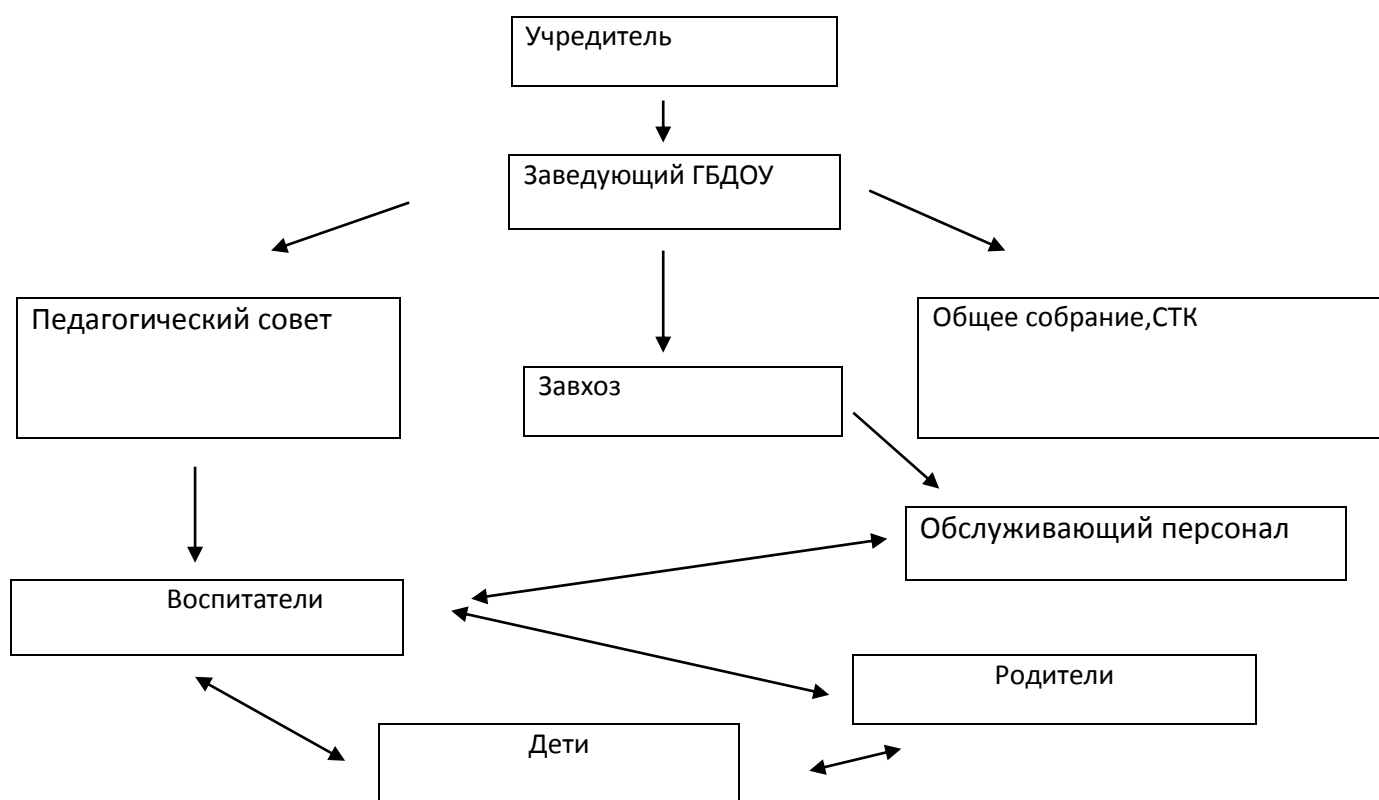 Учредитель
Заведующий ГБДОУ
Педагогический совет
Общее собрание,СТК
Завхоз
Обслуживающий персонал
Воспитатели
Родители
Дети